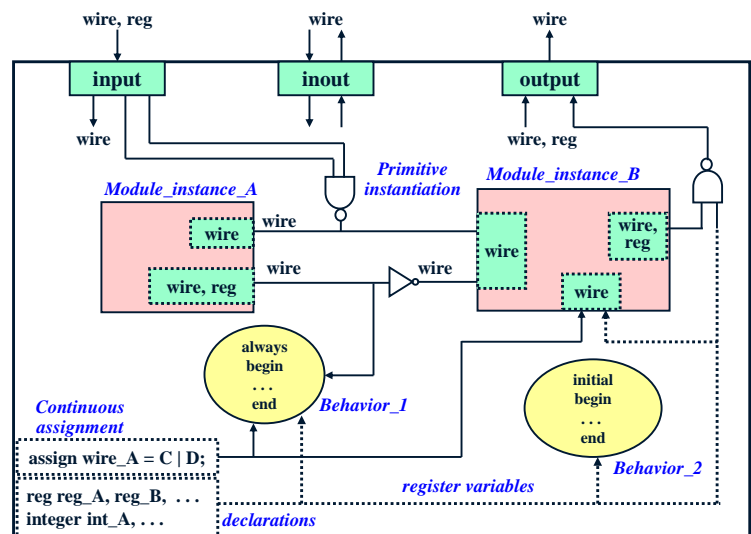 wire, reg
wire
wire
input
inout
output
wire
wire, reg
Primitive
instantiation
Module_instance_A
Module_instance_B
wire
wire
wire, reg
wire
wire,
reg
wire
wire
wire, reg
wire
always
begin
. . .
end
Behavior_1
initial
begin
. . .
end
Behavior_2
Continuous
assignment
assign wire_A = C | D;
register variables
reg reg_A, reg_B, . . .
integer int_A, . . .
declarations